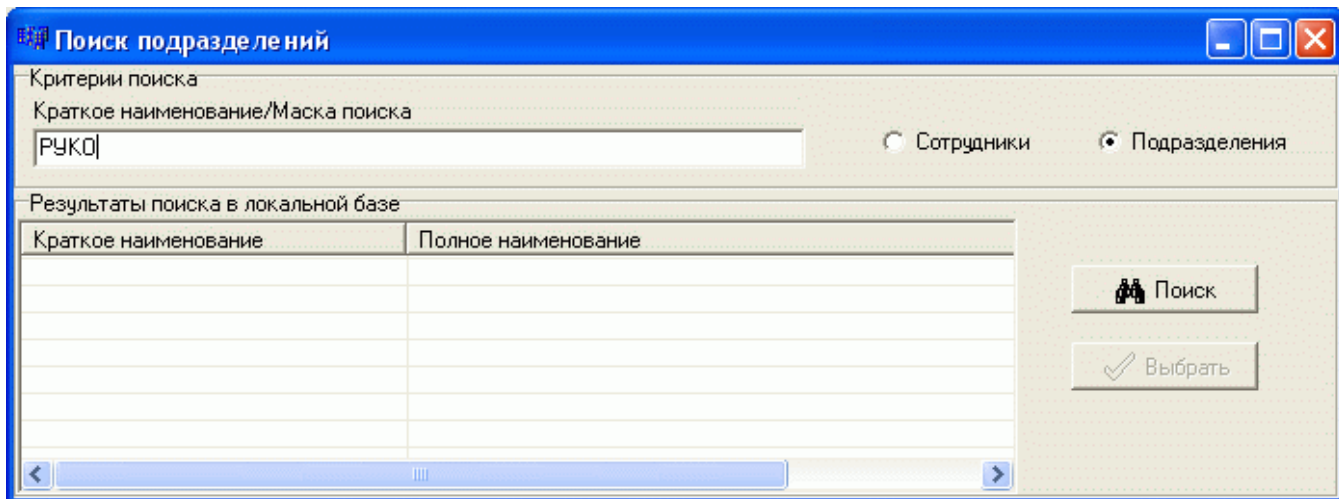 Поиск подразделений
Критерии поиска
Краткое наименование/Маска поиска
РУКО
Сотрудники
Подразделения
Результаты поиска в локальной базе
Краткое наименование Полное наименование
Поиск
Выбрать